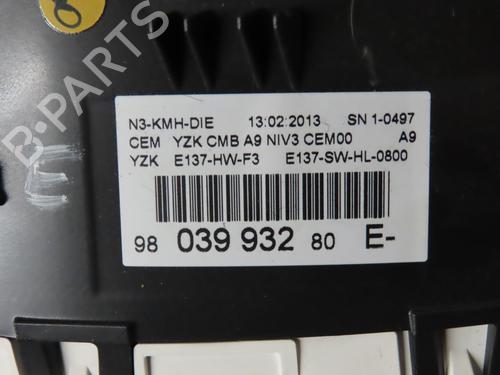 B-PARTS
8
E
N3-KMH-DIE 13:02:2013 SN 1-0497
CEM YZK CMB A9 NIV3 CEM00 A9
YZK E137-HW-F3 E137-SW-HL-0800
98 039 932 80 E-